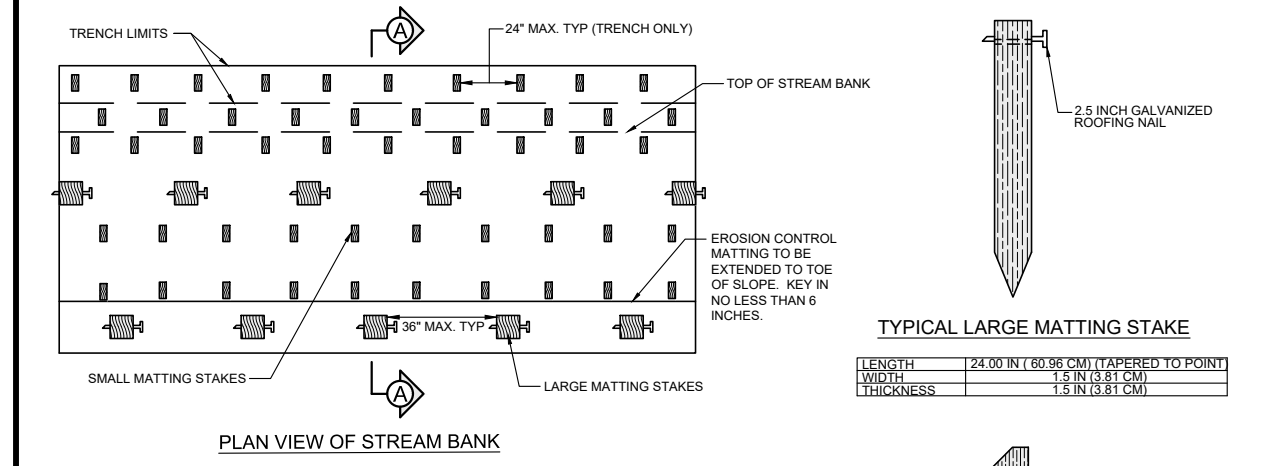 TRENCH LIMITS
A
24" MAX. TYP (TRENCH ONLY)
TOP OF STREAM BANK
2.5 INCH GALVANIZED
ROOFING NAIL
EROSION CONTROL
MATTING TO BE
EXTENDED TO TOE
OF SLOPE. KEY IN
NO LESS THAN 6
INCHES.
36" MAX. TYP
SMALL MATTING STAKES
A
LARGE MATTING STAKES
PLAN VIEW OF STREAM BANK
TYPICAL LARGE MATTING STAKE
LENGTH 24.00 IN ( 60.96 CM) (TAPERED TO POINT)
WIDTH 1.5 IN (3.81 CM)
THICKNESS 1.5 IN (3.81 CM)